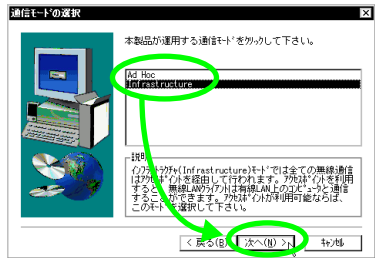 通信ﾓｰﾄﾞの選択
本製品が運用する通信ﾓｰﾄﾞをｸﾘｯｸして下さい。
Ad Hoc
Infrastructure
説明
ｲﾝﾌﾗｽﾄﾗｸﾁｬ(Infrastructure)ﾓｰﾄﾞでは全ての無線通信
はｱｸｾｽﾎﾟｲﾝﾄを経由して行われます。ｱｸｾｽﾎﾟｲﾝﾄを利用
すると、無線LANｸﾗｲｱﾝﾄは有線LAN上のｺﾝﾋﾟｭｰﾀと通信
することができます。ｱｸｾｽﾎﾟｲﾝﾄが利用可能ならば、
このﾓｰﾄﾞを選択して下さい。
< 戻る(B) 次へ(N) > ｷｬﾝｾﾙ